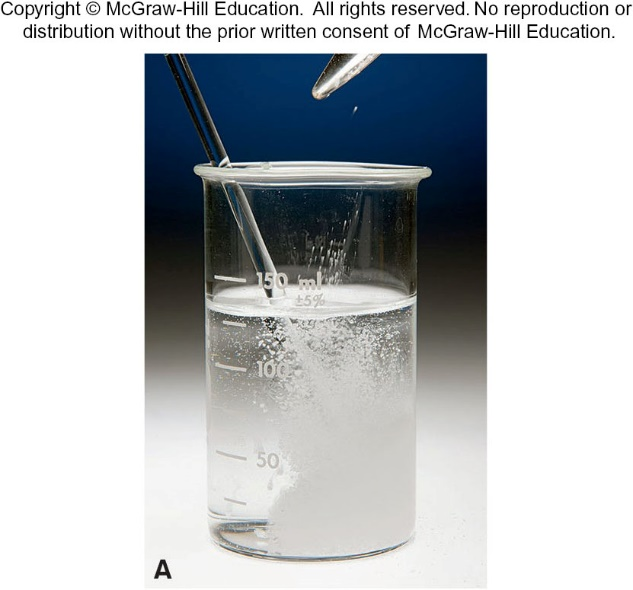 Copyright © McGraw-Hill Education. All rights reserved. No reproduction or
distribution without the prior written consent of McGraw-Hill Education.
150 ml
±5%
100
50
A